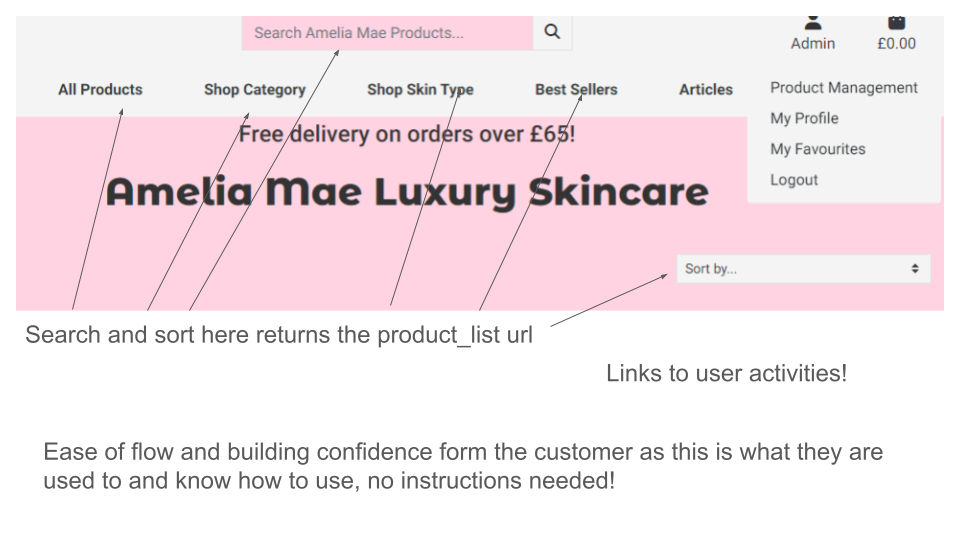 Search Amelia Mae Products...
Admin
£0.00
All Products
Shop Category
Shop Skin Type
Best Sellers
Articles
Product Management
My Profile
My Favourites
Logout
Free delivery on orders over £65!
Amelia Mae Luxury Skincare
Sort by...
Search and sort here returns the product_list url
Links to user activities!
Ease of flow and building confidence form the customer as this is what they are
used to and know how to use, no instructions needed!